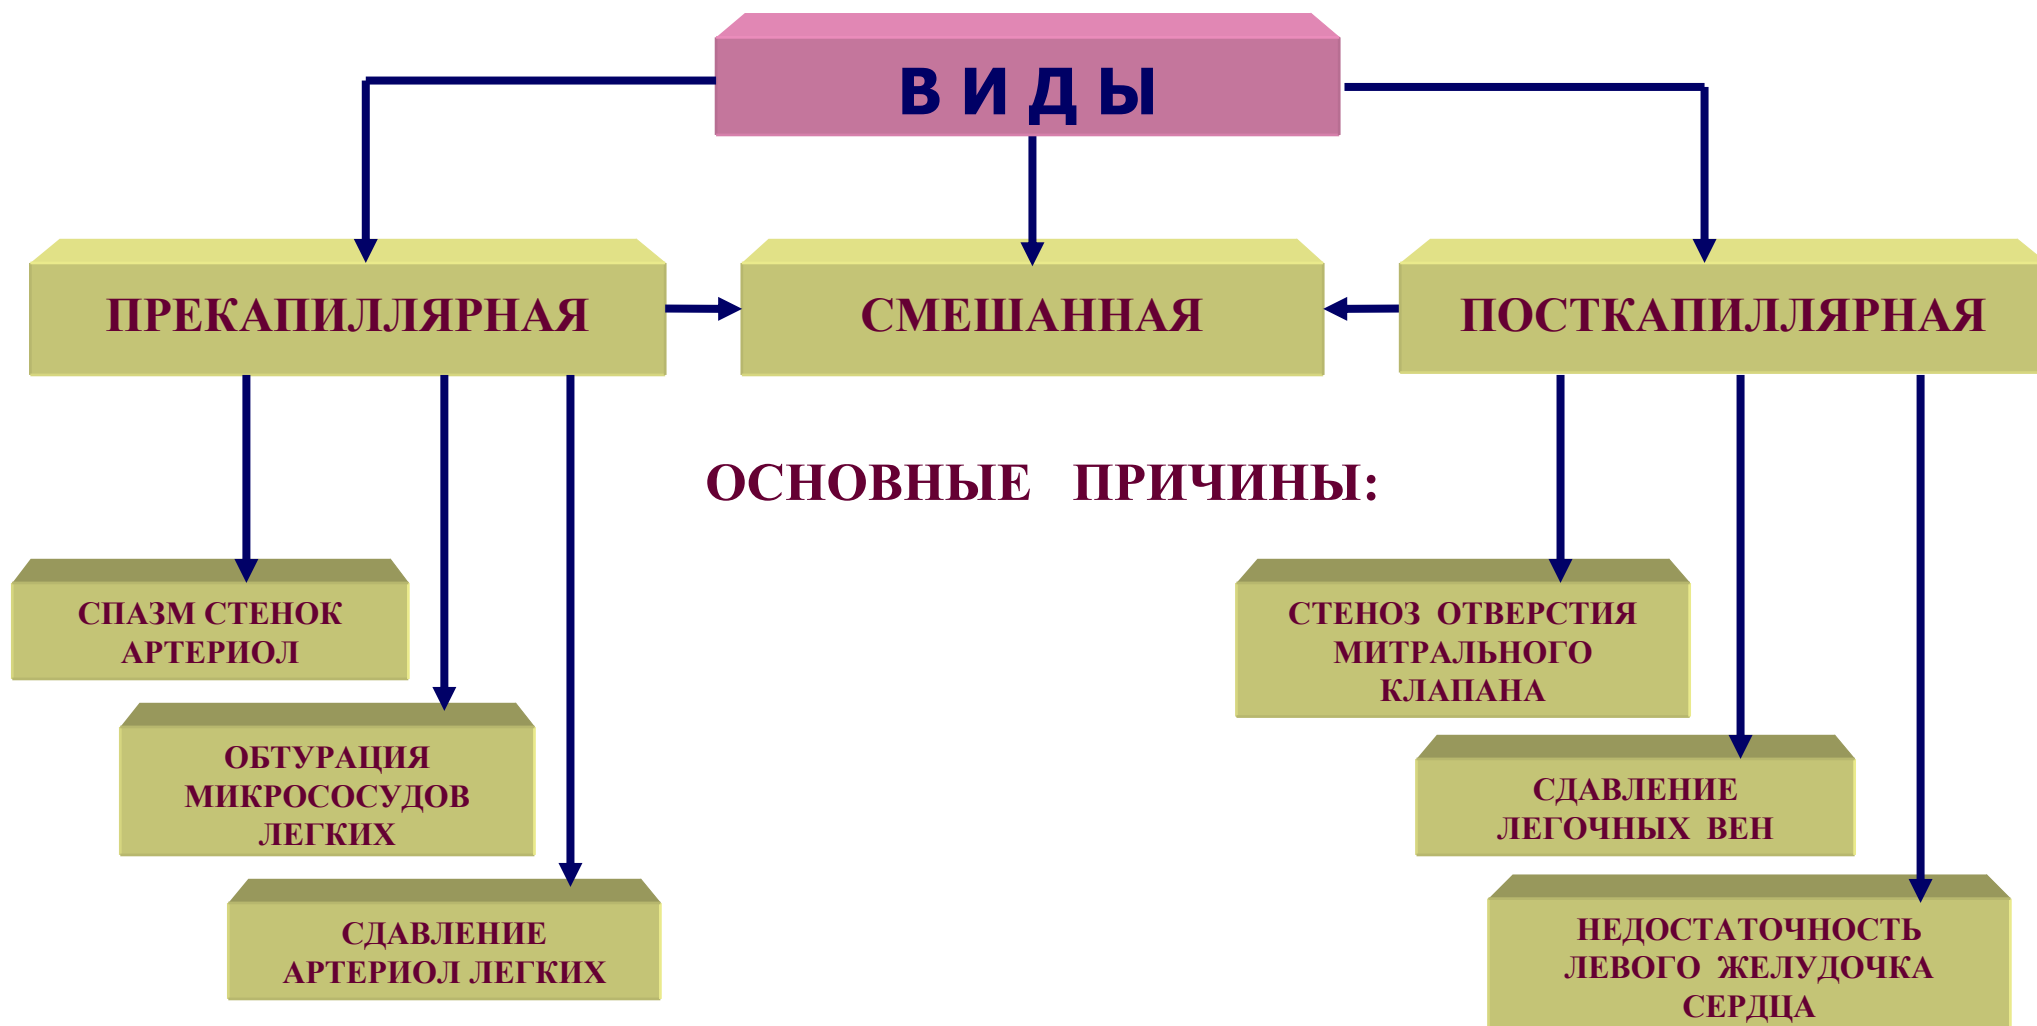 В И Д Ы
ПРЕКАПИЛЛЯРНАЯ
СМЕШАННАЯ
ПОСТКАПИЛЛЯРНАЯ
ОСНОВНЫЕ ПРИЧИНЫ:
СПАЗМ СТЕНОК
АРТЕРИОЛ
ОБТУРАЦИЯ
МИКРОСОСУДОВ
ЛЕГКИХ
СДАВЛЕНИЕ
АРТЕРИОЛ ЛЕГКИХ
СТЕНОЗ ОТВЕРСТИЯ
МИТРАЛЬНОГО
КЛАПАНА
СДАВЛЕНИЕ
ЛЕГОЧНЫХ ВЕН
НЕДОСТАТОЧНОСТЬ
ЛЕВОГО ЖЕЛУДОЧКА
СЕРДЦА